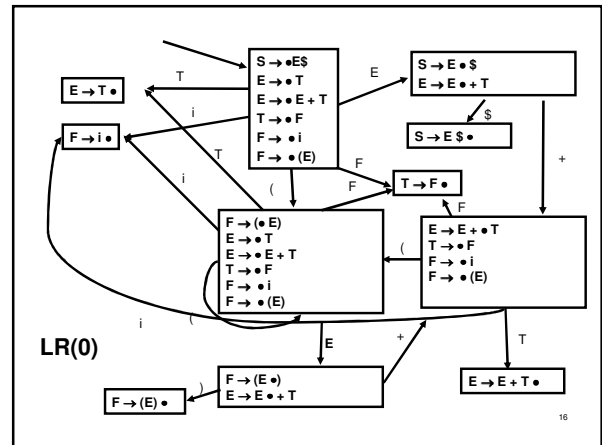 S → •E$
E → • T
E → • E + T
T → • F
F → • i
F → • (E)
E
S → E • $
E → E • + T
T
E → T •
i
F → i •
$
S → E $ •
+
T
i
(
F
F
T → F •
F
F → (• E)
E → • T
E → • E + T
T → • F
F → • i
F → • (E)
(
E → E + • T
T → • F
F → • i
F → • (E)
i
(
E
+
T
LR(0)
F → (E •)
E → E • + T
)
F → (E) •
E → E + T •
16